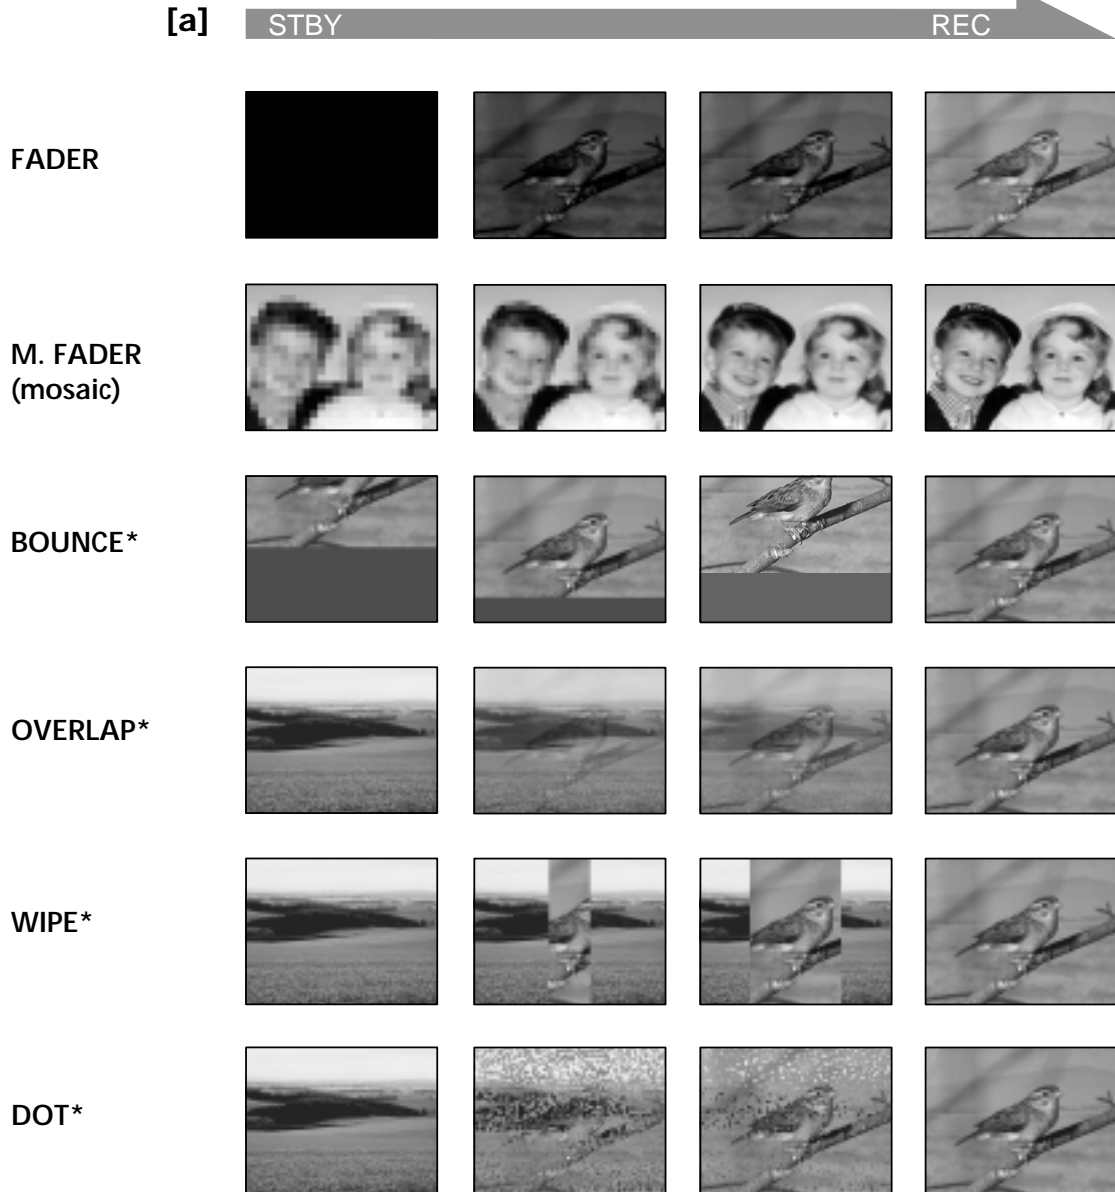 [a]
STBY REC
FADER
M. FADER
(mosaic)
BOUNCE*
OVERLAP*
WIPE*
DOT*